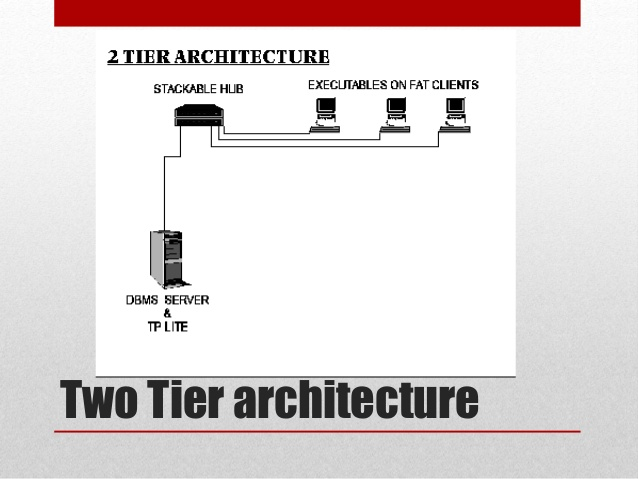 2 TIER ARCHITECTURE
STACKABLE HUB
EXECUTABLES ON FAT CLIENTS
DBMS SERVER
&
TP LITE
Two Tier architecture